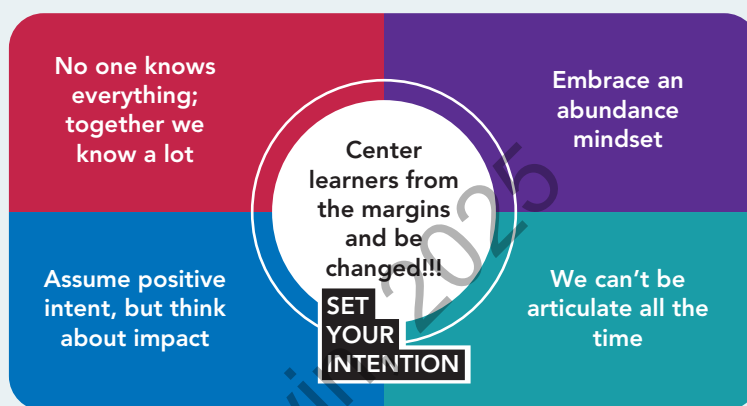 No one knows
everything;
together we
know a lot
Embrace an
abundance
mindset
Center
learners from
the margins
and be
changed!!!
Assume positive
intent, but think
about impact
We can't be
articulate all the
time
SET
YOUR
INTENTION
2025